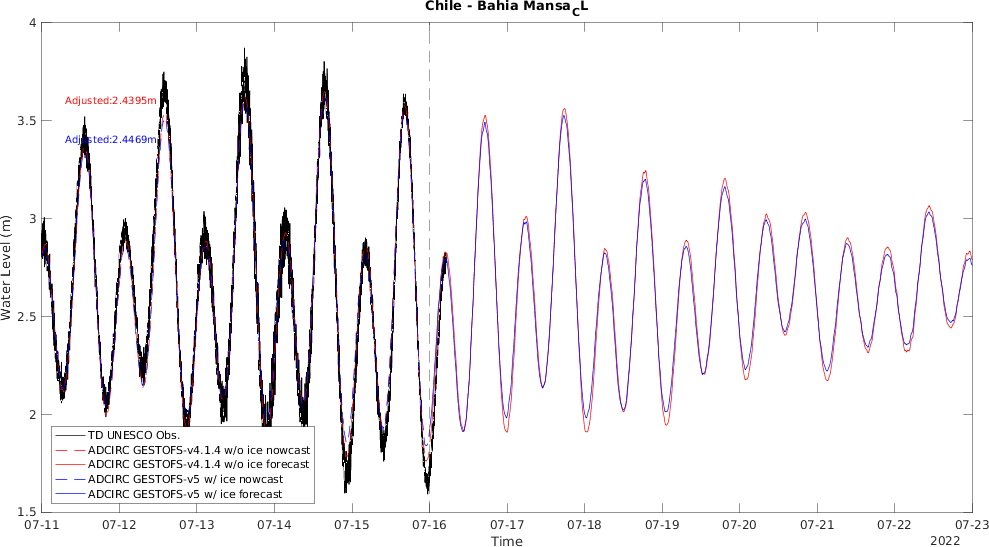 Chile - Bahia Mansa_CL
4
3.5
3
2.5
2
1.5
Water Level (m)
Adjusted:2.4395m
Adjusted:2.4469m
TD UNESCO Obs.
ADCIRC GESTOFS-v4.1.4 w/o ice nowcast
ADCIRC GESTOFS-v4.1.4 w/o ice forecast
ADCIRC GESTOFS-v5 w/ ice nowcast
ADCIRC GESTOFS-v5 w/ ice forecast
07-11 07-12 07-13 07-14 07-15 07-16 07-17 07-18 07-19 07-20 07-21 07-22 07-23
Time
2022